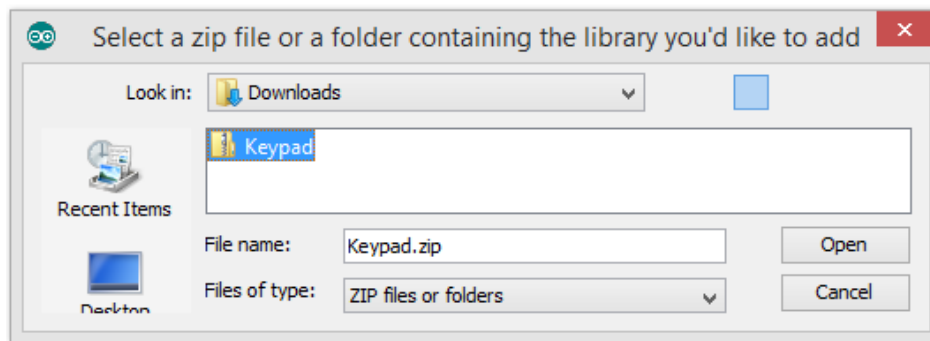 Select a zip file or a folder containing the library you'd like to add
Look in: Downloads
Keypad
Recent Items
Desktop
File name: Keypad.zip
Open
Files of type: ZIP files or folders
Cancel